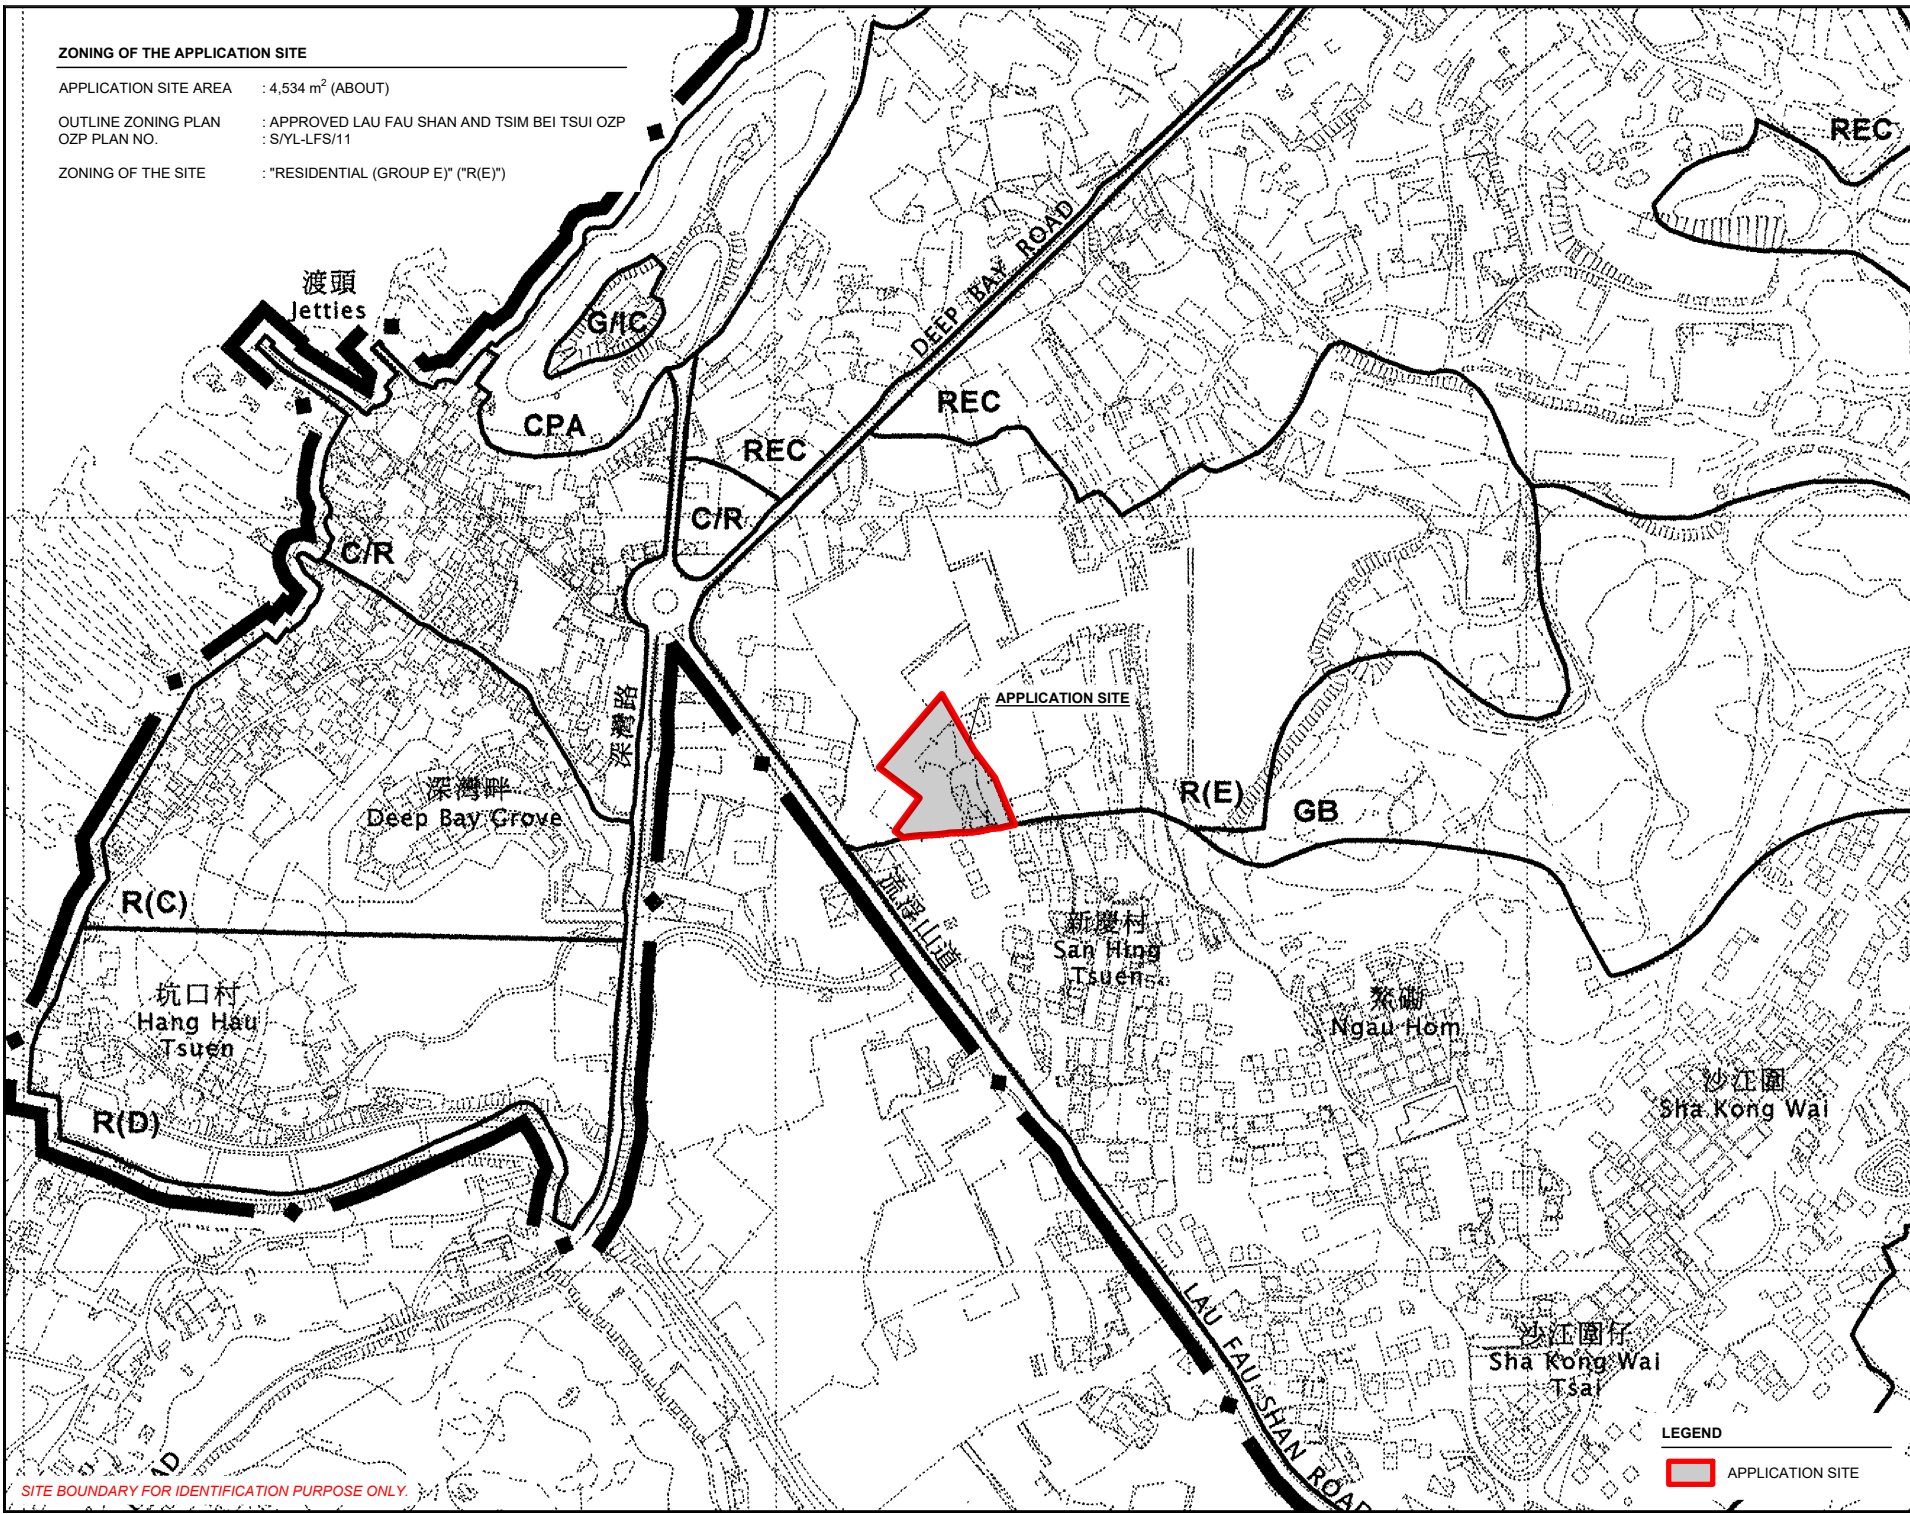 ZONING OF THE APPLICATION SITE
APPLICATION SITE AREA : 4,534 m² (ABOUT)
OUTLINE ZONING PLAN : APPROVED LAU FAU SHAN AND TSIM BEI TSUI OZP
OZP PLAN NO. : S/YL-LFS/11
ZONING OF THE SITE : "RESIDENTIAL (GROUP E)" ("R(E)")
REC
渡頭
Jetties
G/IC
DEEP BAY ROAD
CPA
REC
REC
C/R
C/R
深灣路
APPLICATION SITE
深灣畔
Deep Bay Grove
R(E)
GB
流浮山道
R(C)
新慶村
San Hing
Tsuen
坑口村
Hang Hau
Tsuen
Ngau Hom
沙江圍
Sha Kong Wai
R(D)
LAU FAU SHAN ROAD
沙江圍仔
Sha Kong Wai
Tsai
LEGEND
APPLICATION SITE
SITE BOUNDARY FOR IDENTIFICATION PURPOSE ONLY.